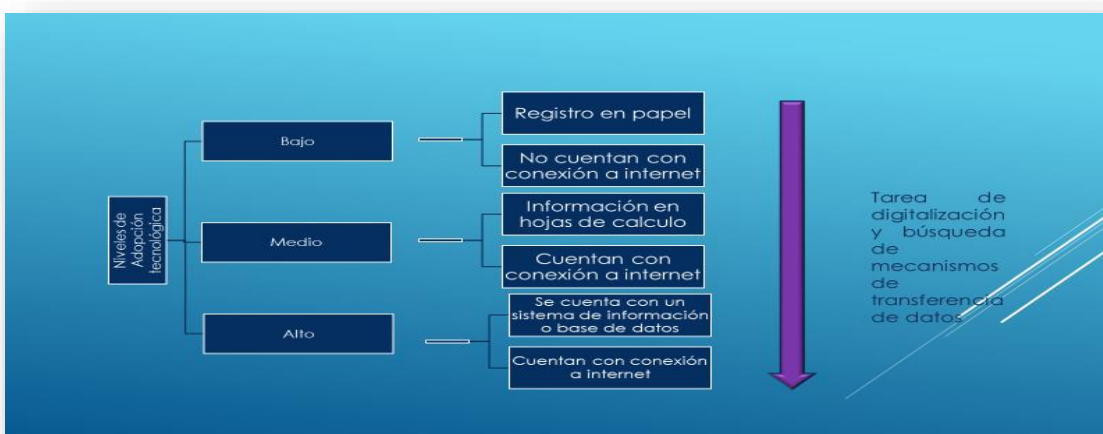 Niveles de
Adopción
tecnológica
Bajo
Registro en papel
No cuentan con
conexión a internet
Medio
Información en
hojas de calculo
Cuentan con
conexión a internet
Alto
Se cuenta con un
sistema de información
o base de datos
Cuentan con conexión
a internet
Tarea de
digitalización
y búsqueda
de
mecanismos
de
transferencia
de datos